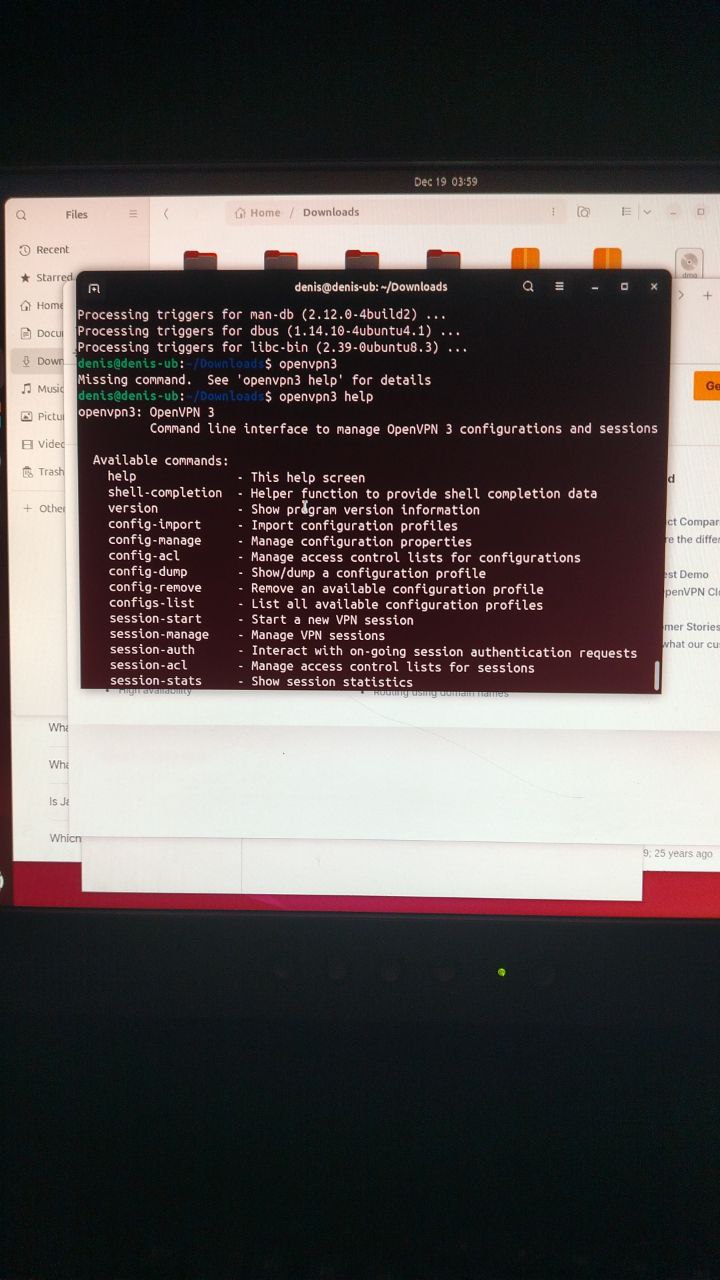 Dec 19 03:59
Files
Home / Downloads
Recent
Starred
Home
Docu
Down
Music
Pictu
Video
Trash
Other
dmg
denis@denis-ub: ~/Downloads
Processing triggers for man-db (2.12.0-4build2) ...
Processing triggers for dbus (1.14.10-4ubuntu4.1) ...
Processing triggers for libc-bin (2.39-0ubuntu8.3) ...
denis@denis-ub:~/Downloads$ openvpn3
Missing command.  See 'openvpn3 help' for details
denis@denis-ub:~/Downloads$ openvpn3 help
openvpn3: OpenVPN 3
Command line interface to manage OpenVPN 3 configurations and sessions
Available commands:
help - This help screen
shell-completion - Helper function to provide shell completion data
version - Show program version information
config-import - Import configuration profiles
config-manage - Manage configuration properties
config-acl - Manage access control lists for configurations
config-dump - Show/dump a configuration profile
config-remove - Remove an available configuration profile
configs-list - List all available configuration profiles
session-start - Start a new VPN session
session-manage - Manage VPN sessions
session-auth - Interact with on-going session authentication requests
session-acl - Manage access control lists for sessions
session-stats - Show session statistics
Ge
d
ct Compar
re the differ
est Demo
penVPN Clo
mer Stories
what our cus
High availability
Routing using domain names
Wha
Wha
Is Ja
Which
9; 25 years ago